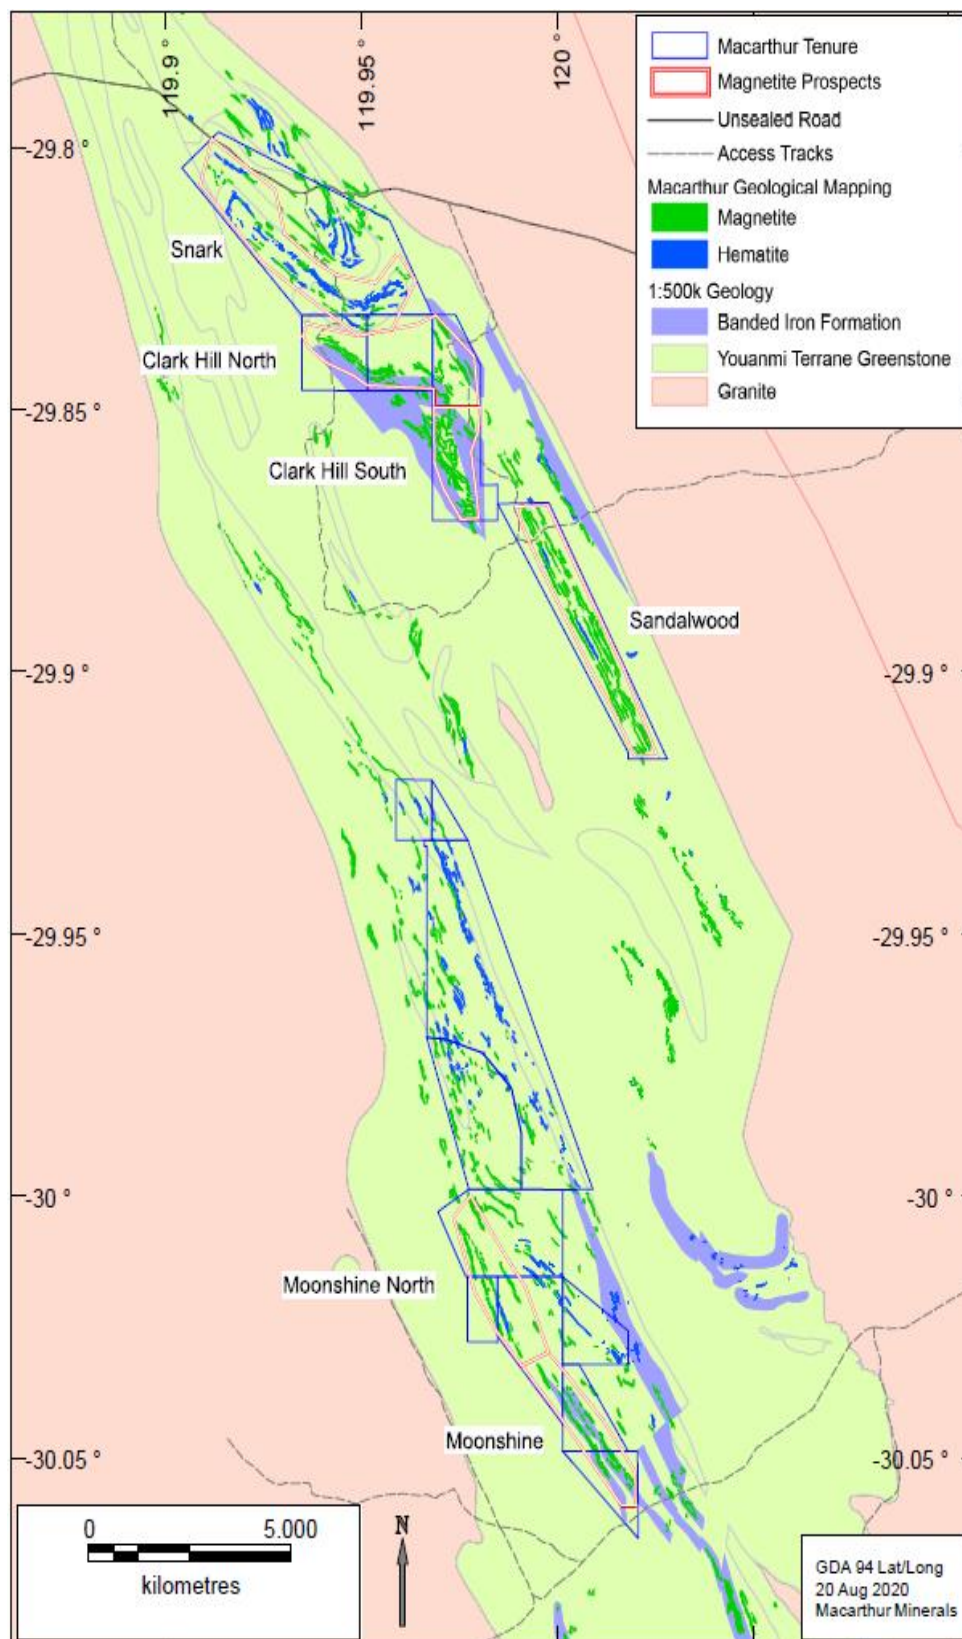 119.9 °
119.95 °
120 °
Macarthur Tenure
Magnetite Prospects
Unsealed Road
Access Tracks
Macarthur Geological Mapping
Magnetite
Hematite
1:500k Geology
Banded Iron Formation
Youanmi Terrane Greenstone
Granite
-29.8 °
Snark
Clark Hill North
-29.85 °
Clark Hill South
Sandalwood
-29.9 °
-29.9 °
-29.95 °
-29.95 °
-30 °
-30 °
Moonshine North
Moonshine
-30.05 °
-30.05 °
0 5.000
kilometres
N
GDA 94 Lat/Long
20 Aug 2020
Macarthur Minerals